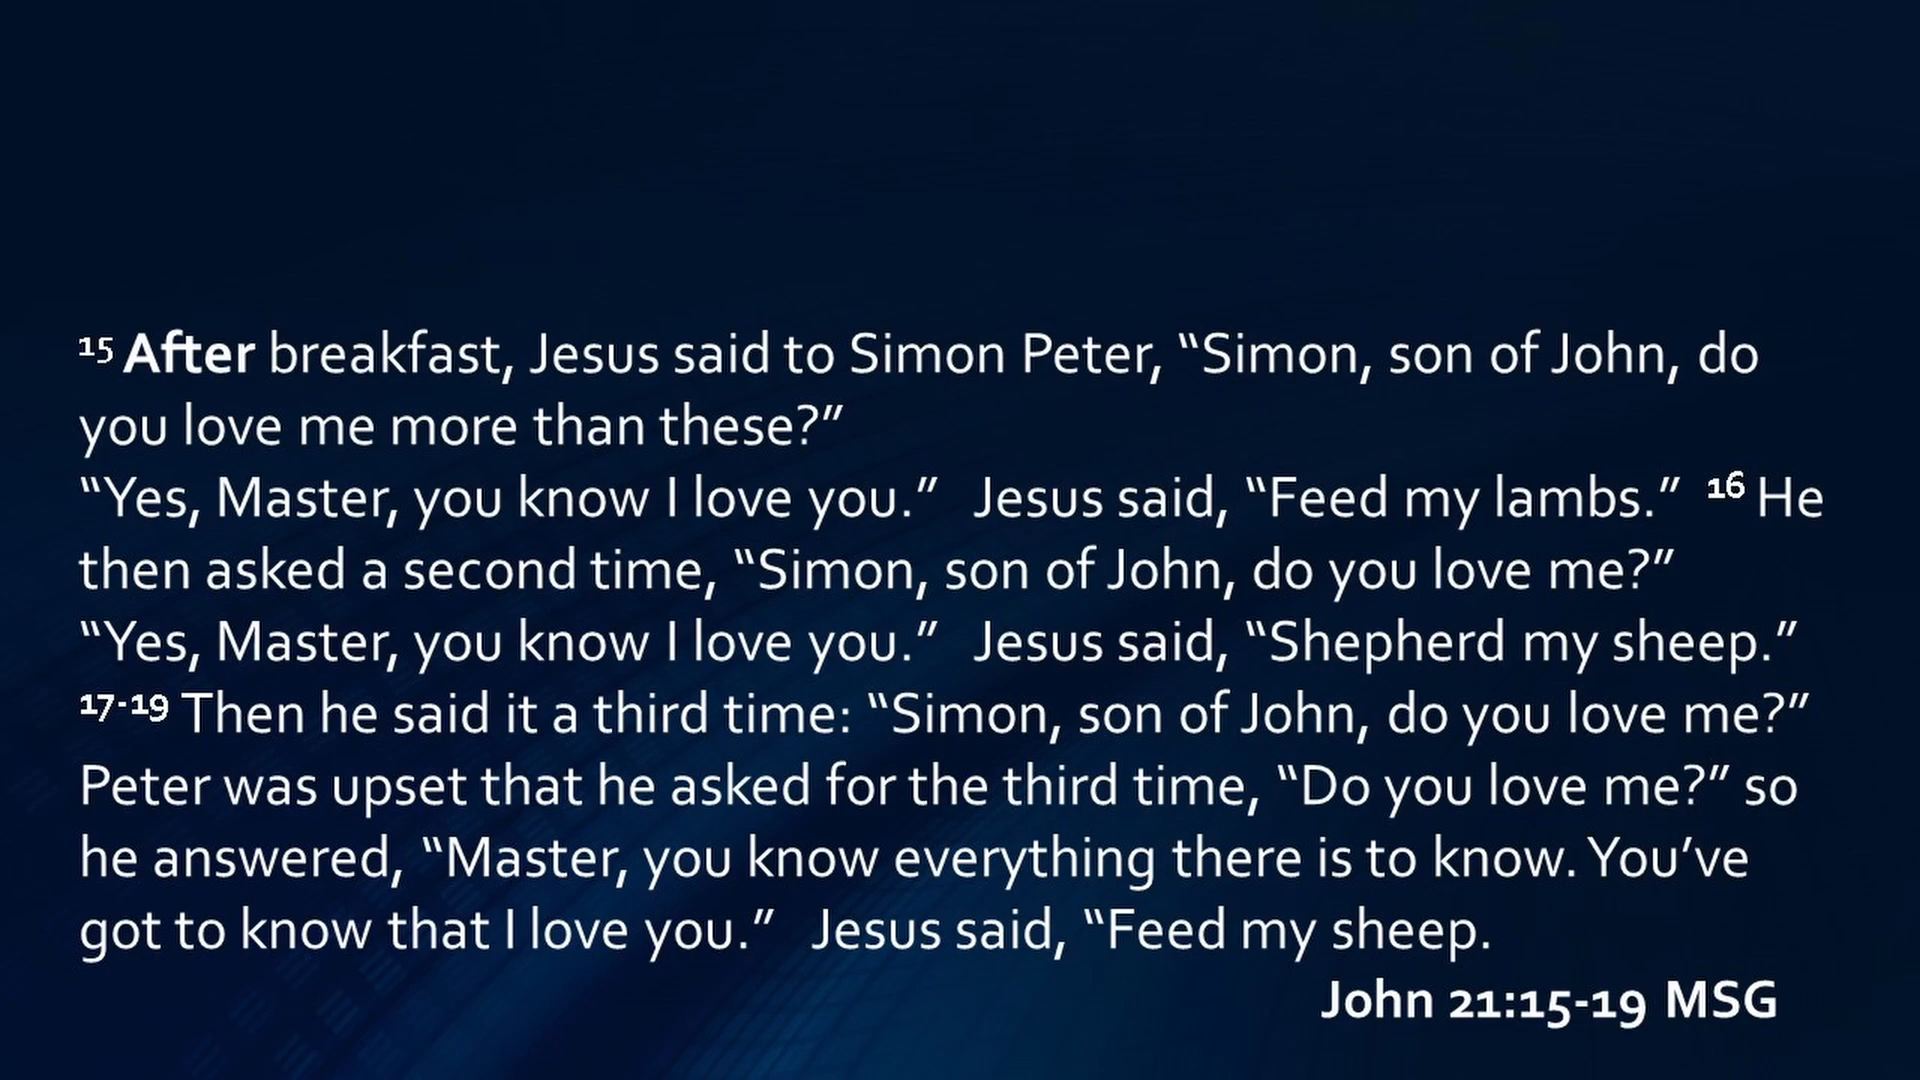 15 After breakfast, Jesus said to Simon Peter, “Simon, son of John, do
you love me more than these?”
“Yes, Master, you know I love you.”   Jesus said, “Feed my lambs.”  16 He
then asked a second time, “Simon, son of John, do you love me?”
“Yes, Master, you know I love you.”   Jesus said, “Shepherd my sheep.”
17-19 Then he said it a third time: “Simon, son of John, do you love me?”
Peter was upset that he asked for the third time, “Do you love me?” so
he answered, “Master, you know everything there is to know. You’ve
got to know that I love you.”   Jesus said, “Feed my sheep.
John 21:15-19 MSG